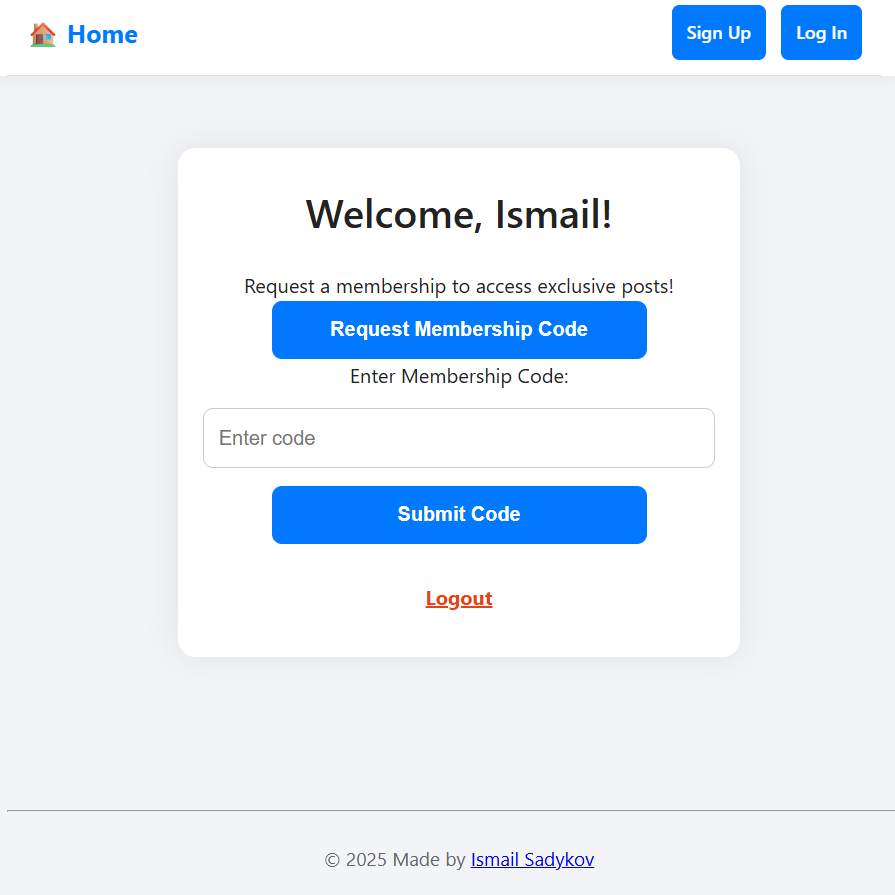 🏠 Home
Sign Up
Log In
Welcome, Ismail!
Request a membership to access exclusive posts!
Request Membership Code
Enter Membership Code:
Enter code
Submit Code
Logout
© 2025 Made by Ismail Sadykov